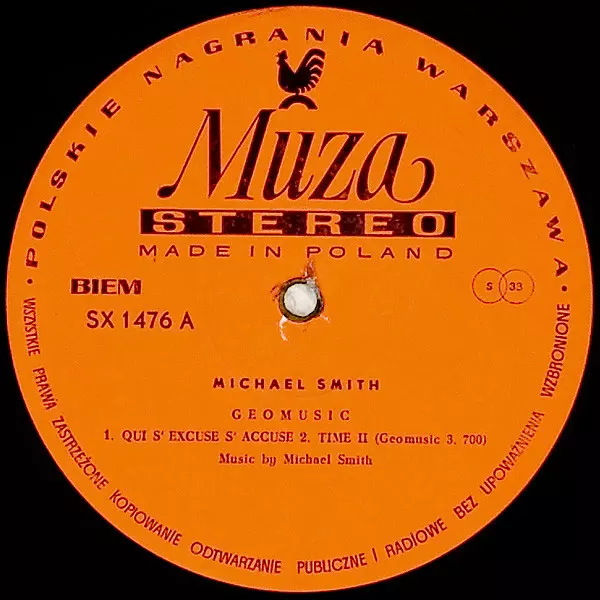 · POLSKIE NAGRANIA WARSZAWA ·
Muza
STEREO
MADE IN POLAND
BIEM
S 33
SX 1476 A
MICHAEL SMITH
GEOMUSIC
1. QUI S' EXCUSE S' ACCUSE 2. TIME II (Geomusic 3. 700)
Music by Michael Smith
WSZYSTKIE PRAWA ZASTRZEŻONE KOPIOWANIE ODTWARZANIE PUBLICZNE I RADIOWE BEZ UPOWAŻNIENIA WZBRONIONE